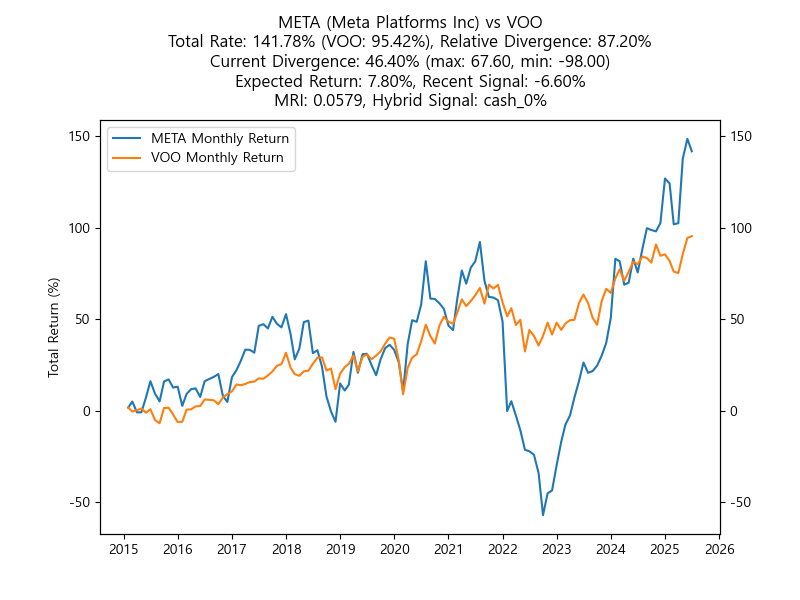 META (Meta Platforms Inc) vs VOO
Total Rate: 141.78% (VOO: 95.42%), Relative Divergence: 87.20%
Current Divergence: 46.40% (max: 67.60, min: -98.00)
Expected Return: 7.80%, Recent Signal: -6.60%
MRI: 0.0579, Hybrid Signal: cash_0%
META Monthly Return
VOO Monthly Return
Total Return (%)
150
100
50
0
-50
150
100
50
0
-50
2015 2016 2017 2018 2019 2020 2021 2022 2023 2024 2025 2026